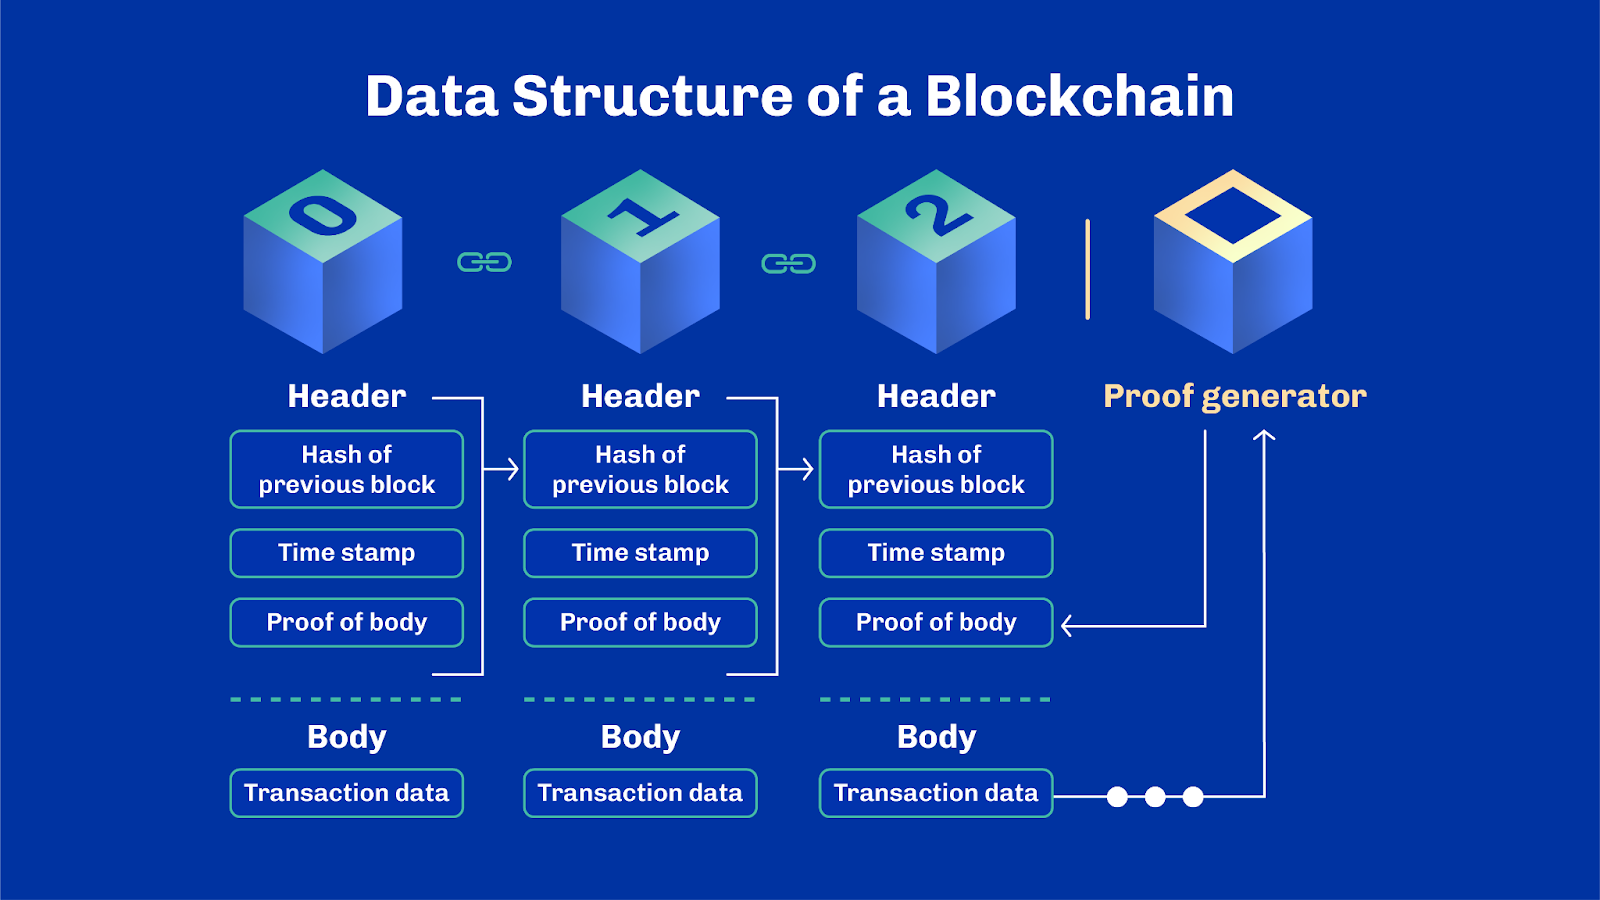 Data Structure of a Blockchain
0
1
2
Header
Hash of
previous block
Time stamp
Proof of body
Body
Transaction data
Header
Hash of
previous block
Time stamp
Proof of body
Body
Transaction data
Header
Hash of
previous block
Time stamp
Proof of body
Body
Transaction data
Proof generator